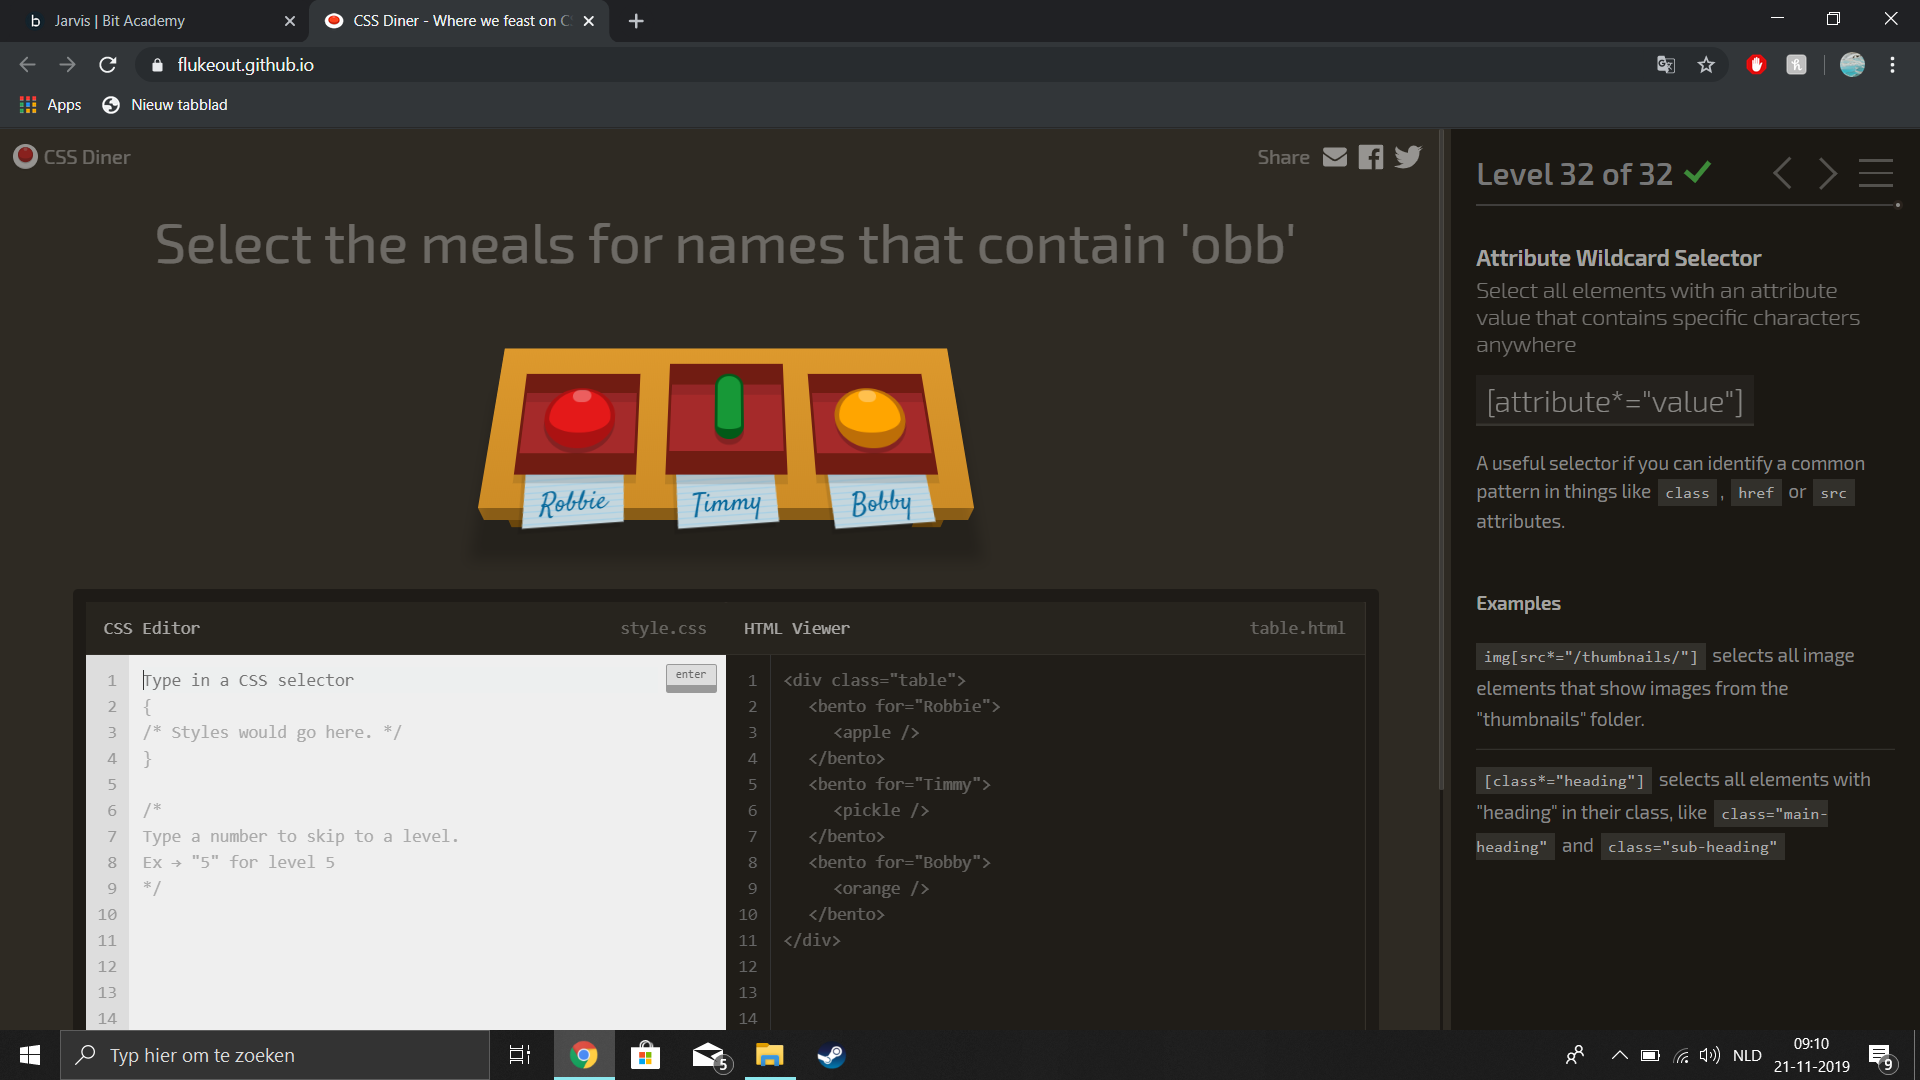 Jarvis | Bit Academy
CSS Diner - Where we feast on C
flukeout.github.io
Apps
Nieuw tabblad
CSS Diner
Share
Select the meals for names that contain 'obb'
Robbie
Timmy
Bobby
CSS Editor
style.css
1 Type in a CSS selector
enter
2 {
3 /* Styles would go here. */
4 }
5
6 /*
7 Type a number to skip to a level.
8 Ex → "5" for level 5
9 */
10
11
12
13
14
HTML Viewer
table.html
1 <div class="table">
2 <bento for="Robbie">
3 <apple />
4 </bento>
5 <bento for="Timmy">
6 <pickle />
7 </bento>
8 <bento for="Bobby">
9 <orange />
10 </bento>
11 </div>
12
13
14
Level 32 of 32
Attribute Wildcard Selector
Select all elements with an attribute
value that contains specific characters
anywhere
[attribute*="value"]
A useful selector if you can identify a common
pattern in things like class , href or src
attributes.
Examples
img[src*="/thumbnails/"] selects all image
elements that show images from the
"thumbnails" folder.
[class*="heading"] selects all elements with
"heading" in their class, like class="main-
heading" and class="sub-heading"
Typ hier om te zoeken
5
NLD
09:10
21-11-2019
9